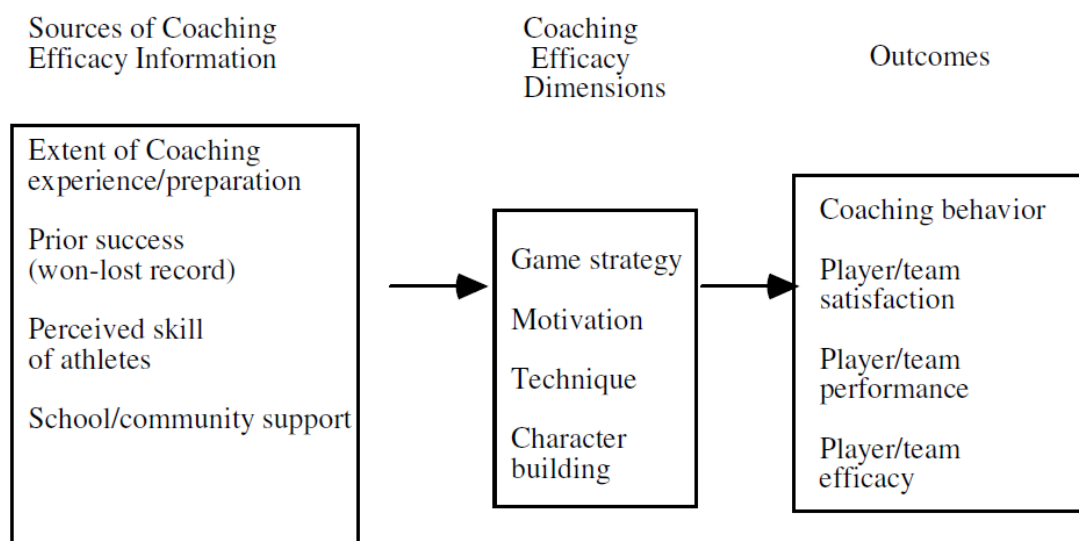 Sources of Coaching
Efficacy Information
Coaching
Efficacy
Dimensions
Outcomes
Extent of Coaching
experience/preparation
Prior success
(won-lost record)
Perceived skill
of athletes
School/community support
Game strategy
Motivation
Technique
Character
building
Coaching behavior
Player/team
satisfaction
Player/team
performance
Player/team
efficacy